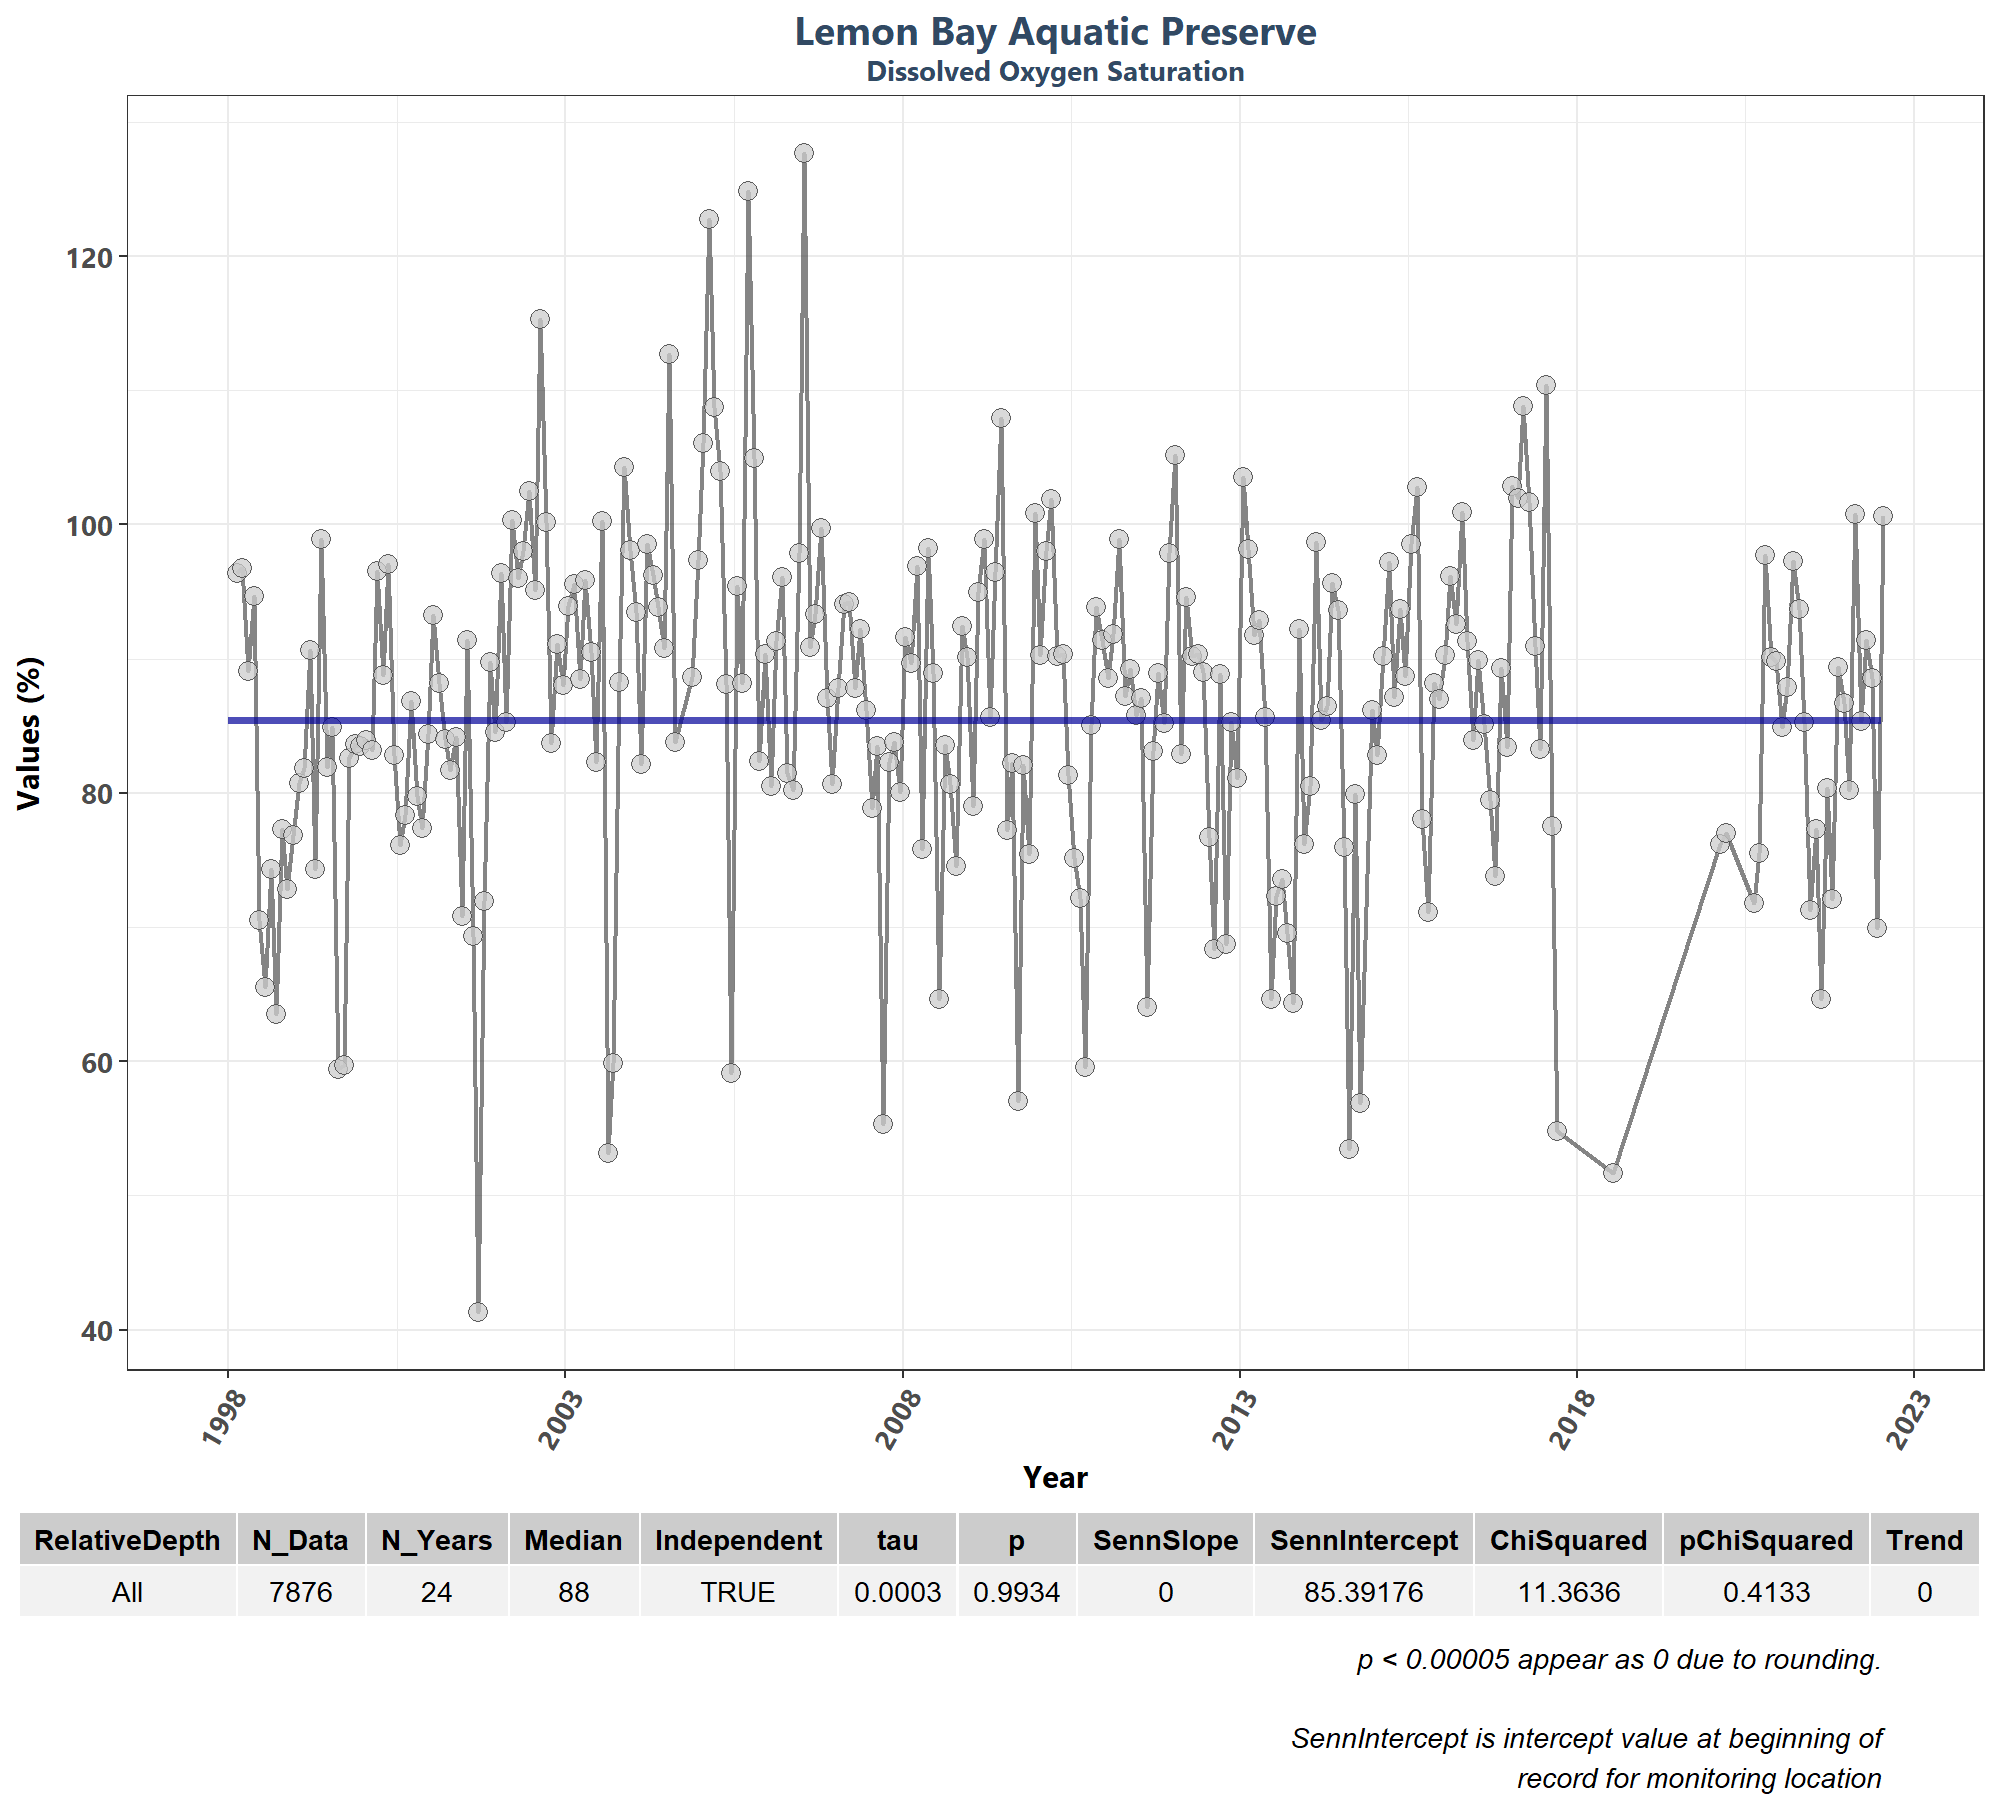 Lemon Bay Aquatic Preserve
Dissolved Oxygen Saturation
Values (%)
120
100
80
60
40
1998
2003
2008
2013
2018
2023
Year
RelativeDepth N_Data N_Years Median Independent tau p SennSlope SennIntercept ChiSquared pChiSquared Trend
All 7876 24 88 TRUE 0.0003 0.9934 0 85.39176 11.3636 0.4133 0
p < 0.00005 appear as 0 due to rounding.
SennIntercept is intercept value at beginning of
record for monitoring location